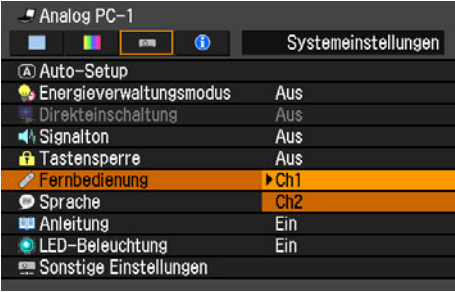 Analog PC-1
Systemeinstellungen
Auto-Setup
Energieverwaltungsmodus Aus
Direkteinschaltung Aus
Signalton Aus
Tastensperre Aus
Fernbedienung Ch1
Sprache Ch2
Anleitung Ein
LED-Beleuchtung Ein
Sonstige Einstellungen